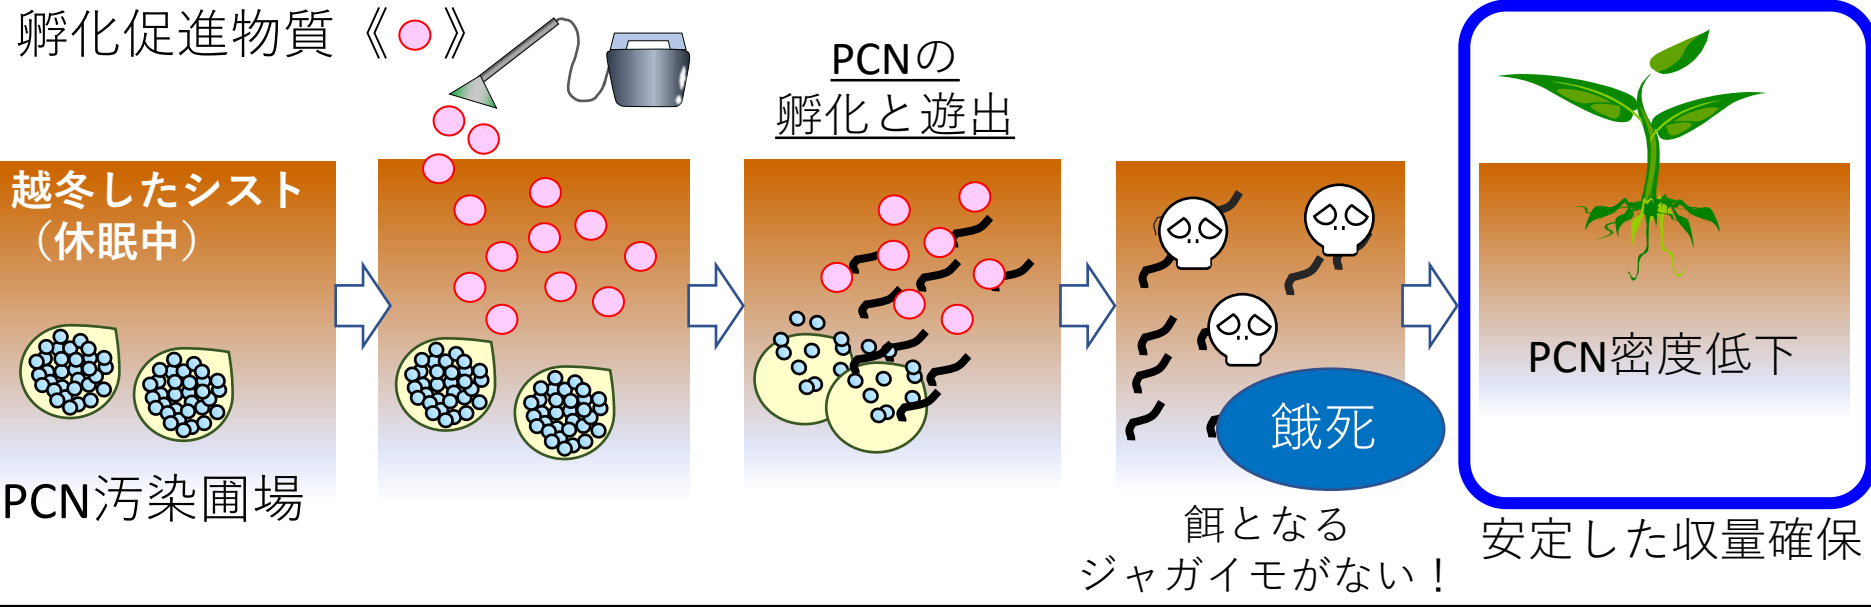 孵化促進物質《 》
PCNの
孵化と遊出
越冬したシスト
（休眠中）
PCN汚染圃場
餓死
餌となる
ジャガイモがない！
PCN密度低下
安定した収量確保